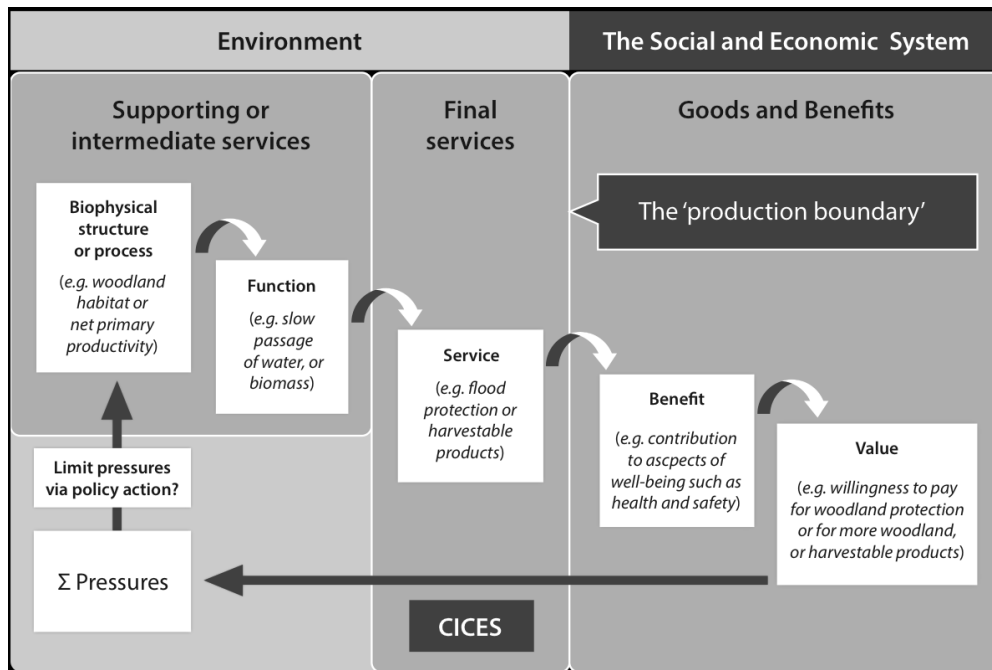 Environment
The Social and Economic System
Supporting or
intermediate services
Final
services
Goods and Benefits
The ‘production boundary’
Biophysical
structure
or process
(e.g. woodland
habitat or
net primary
productivity)
Function
(e.g. slow
passage
of water, or
biomass)
Service
(e.g. flood
protection or
harvestable
products)
Benefit
(e.g. contribution
to ascpects of
well-being such as
health and safety)
Value
(e.g. willingness to pay
for woodland protection
or for more woodland,
or harvestable products)
Limit pressures
via policy action?
Σ Pressures
CICES